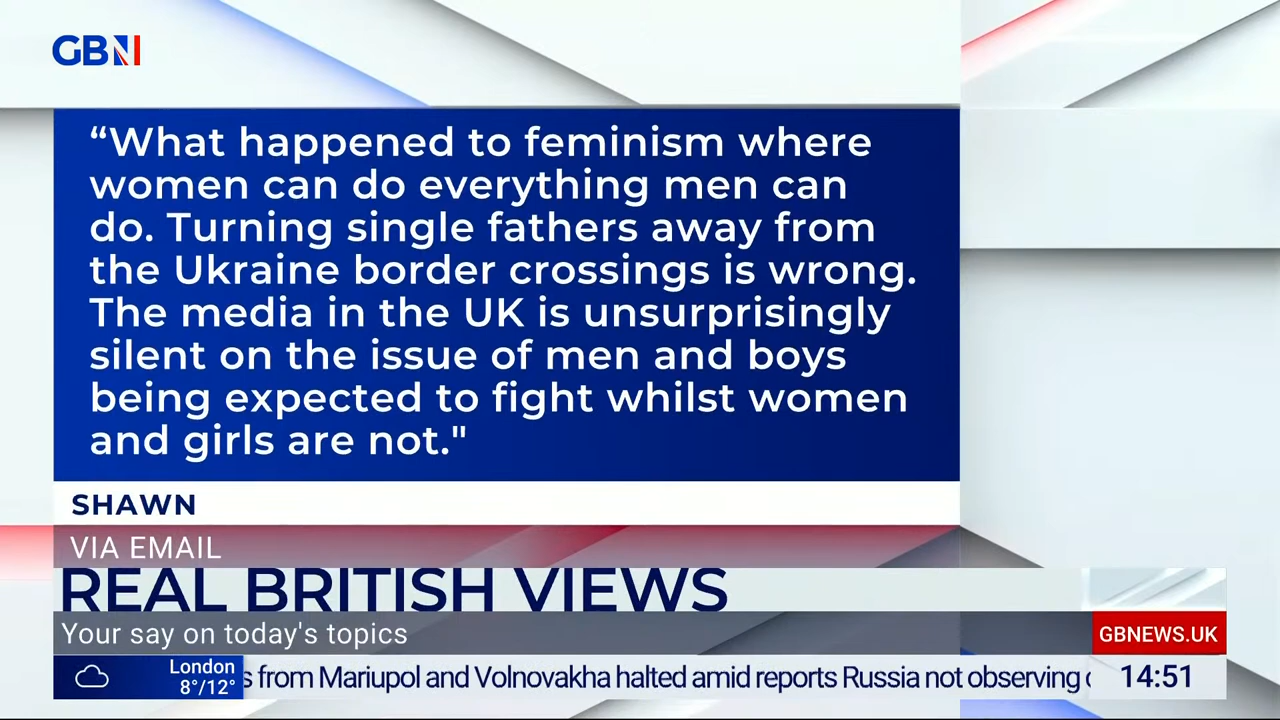 GBN
“What happened to feminism where
women can do everything men can
do. Turning single fathers away from
the Ukraine border crossings is wrong.
The media in the UK is unsurprisingly
silent on the issue of men and boys
being expected to fight whilst women
and girls are not."
SHAWN
VIA EMAIL
REAL BRITISH VIEWS
Your say on today's topics
GBNEWS.UK
London
8°/12°
s from Mariupol and Volnovakha halted amid reports Russia not observing
14:51